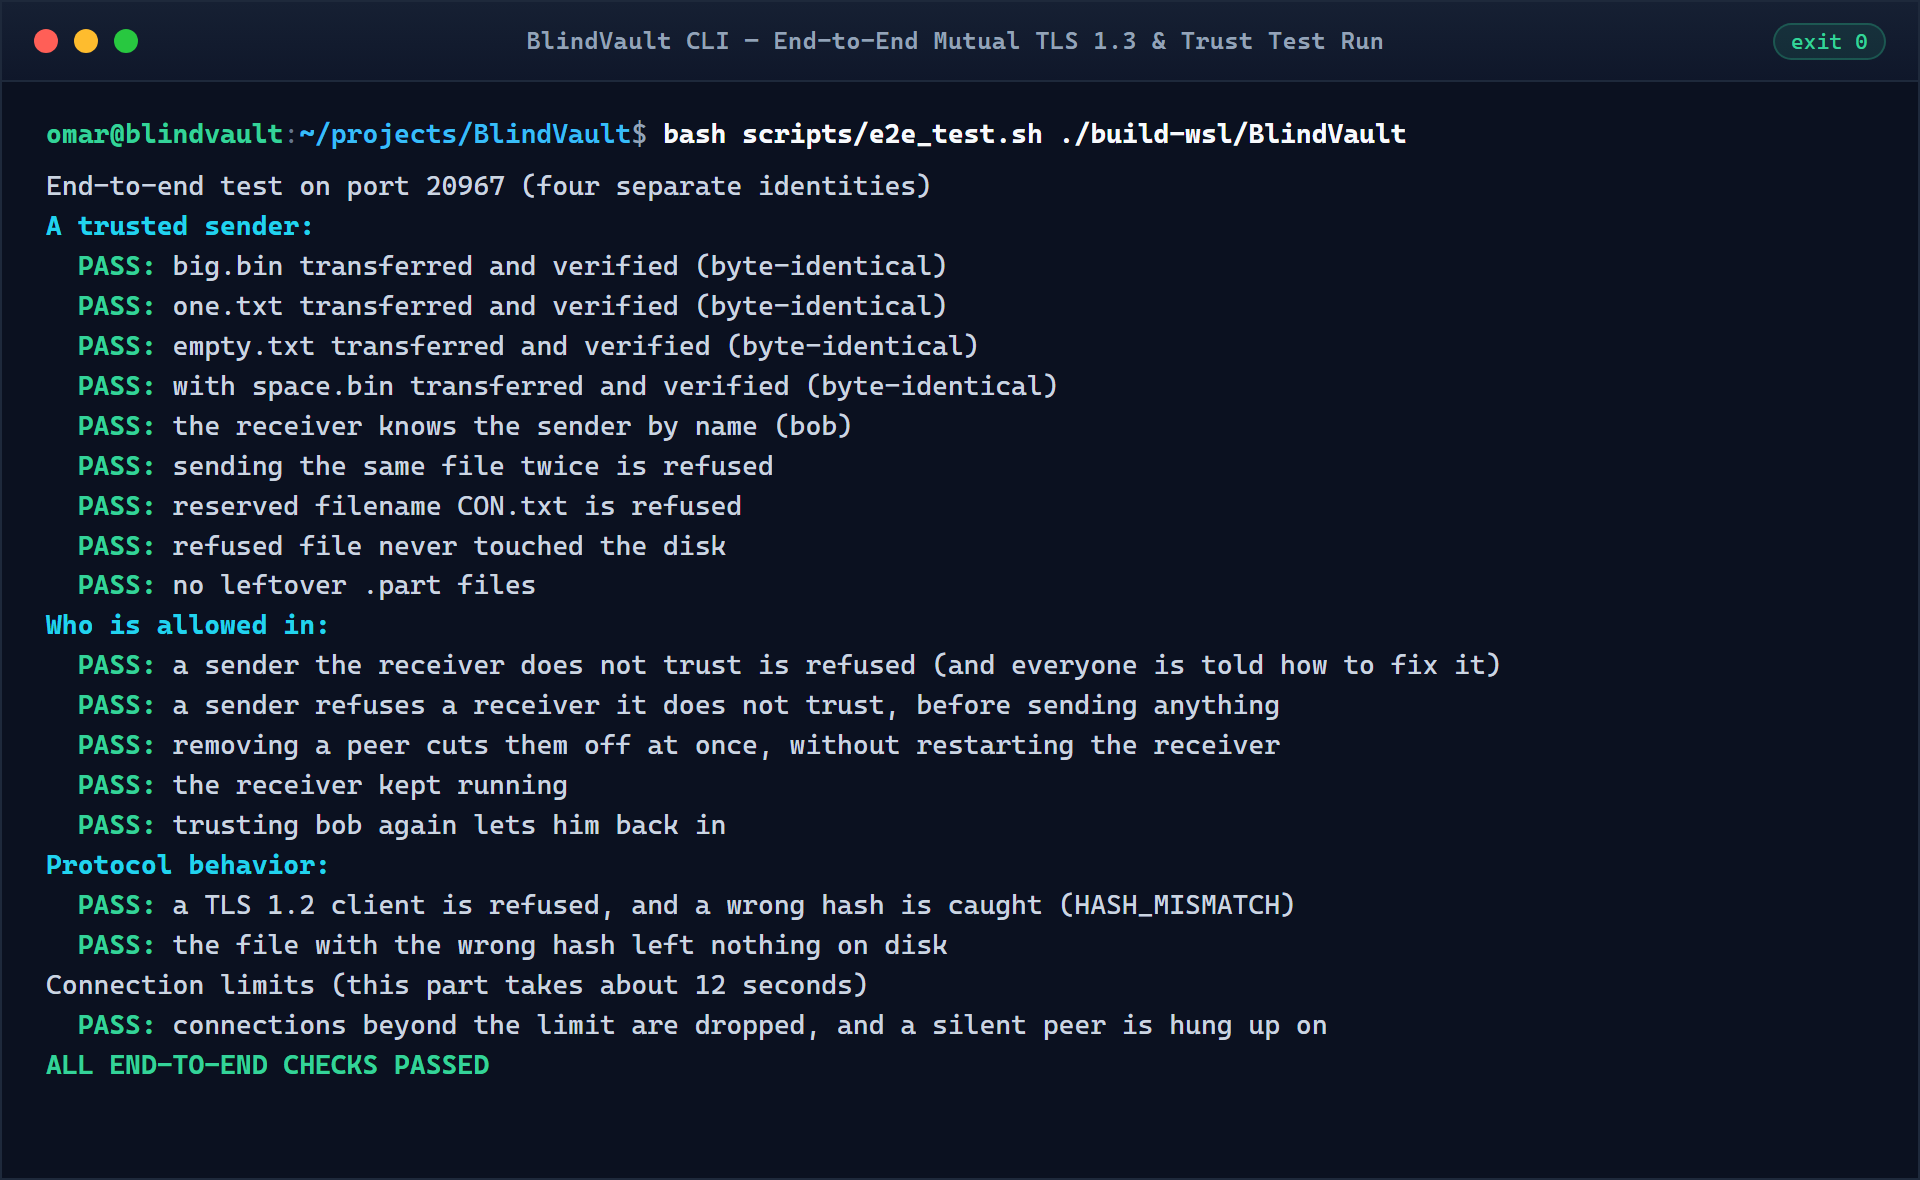 BlindVault CLI — End-to-End Mutual TLS 1.3 & Trust Test Run
exit 0
omar@blindvault:~/projects/BlindVault$ bash scripts/e2e_test.sh ./build-wsl/BlindVault
End-to-end test on port 20967 (four separate identities)
A trusted sender:
PASS: big.bin transferred and verified (byte-identical)
PASS: one.txt transferred and verified (byte-identical)
PASS: empty.txt transferred and verified (byte-identical)
PASS: with space.bin transferred and verified (byte-identical)
PASS: the receiver knows the sender by name (bob)
PASS: sending the same file twice is refused
PASS: reserved filename CON.txt is refused
PASS: refused file never touched the disk
PASS: no leftover .part files
Who is allowed in:
PASS: a sender the receiver does not trust is refused (and everyone is told how to fix it)
PASS: a sender refuses a receiver it does not trust, before sending anything
PASS: removing a peer cuts them off at once, without restarting the receiver
PASS: the receiver kept running
PASS: trusting bob again lets him back in
Protocol behavior:
PASS: a TLS 1.2 client is refused, and a wrong hash is caught (HASH_MISMATCH)
PASS: the file with the wrong hash left nothing on disk
Connection limits (this part takes about 12 seconds)
PASS: connections beyond the limit are dropped, and a silent peer is hung up on
ALL END-TO-END CHECKS PASSED